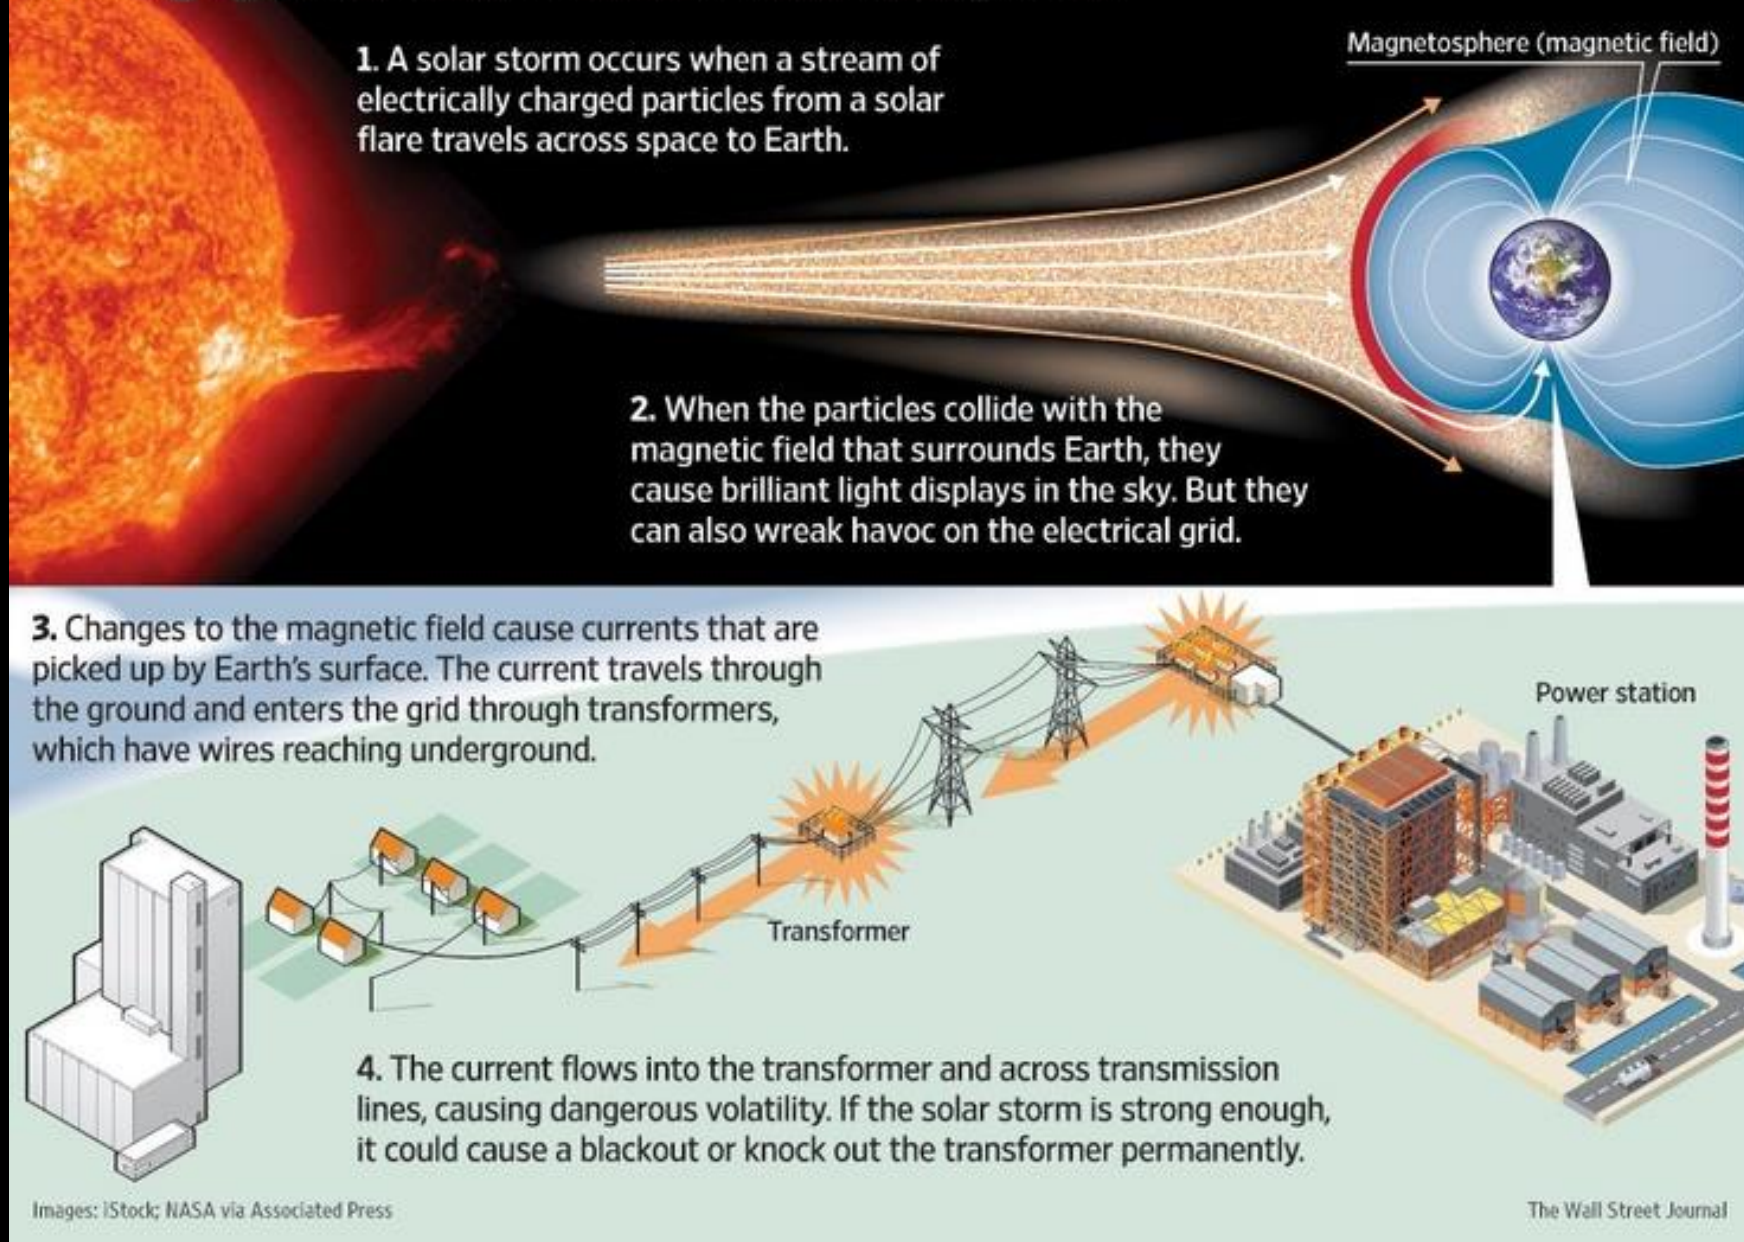 1. A solar storm occurs when a stream of
electrically charged particles from a solar
flare travels across space to Earth.
Magnetosphere (magnetic field)
2. When the particles collide with the
magnetic field that surrounds Earth, they
cause brilliant light displays in the sky. But they
can also wreak havoc on the electrical grid.
3. Changes to the magnetic field cause currents that are
picked up by Earth's surface. The current travels through
the ground and enters the grid through transformers,
which have wires reaching underground.
Power station
Transformer
4. The current flows into the transformer and across transmission
lines, causing dangerous volatility. If the solar storm is strong enough,
it could cause a blackout or knock out the transformer permanently.
Images: iStock; NASA via Associated Press
The Wall Street Journal